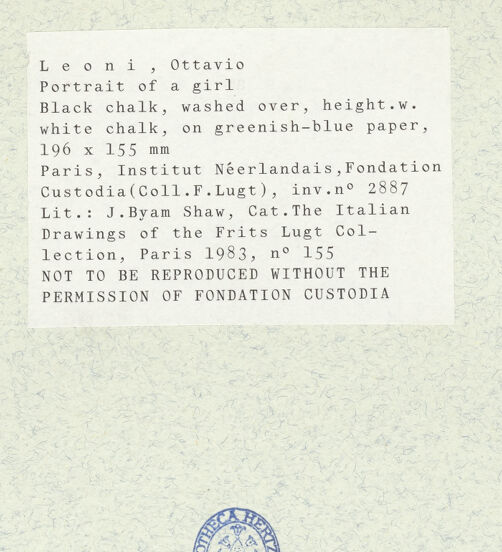 L e o n i , Ottavio
Portrait of a girl
Black chalk, washed over, height.w.
white chalk, on greenish-blue paper,
196 x 155 mm
Paris, Institut Néerlandais,Fondation
Custodia(Coll.F.Lugt), inv.nº 2887
Lit.: J.Byam Shaw, Cat.The Italian
Drawings of the Frits Lugt Col-
lection, Paris 1983, nº 155
NOT TO BE REPRODUCED WITHOUT THE
PERMISSION OF FONDATION CUSTODIA